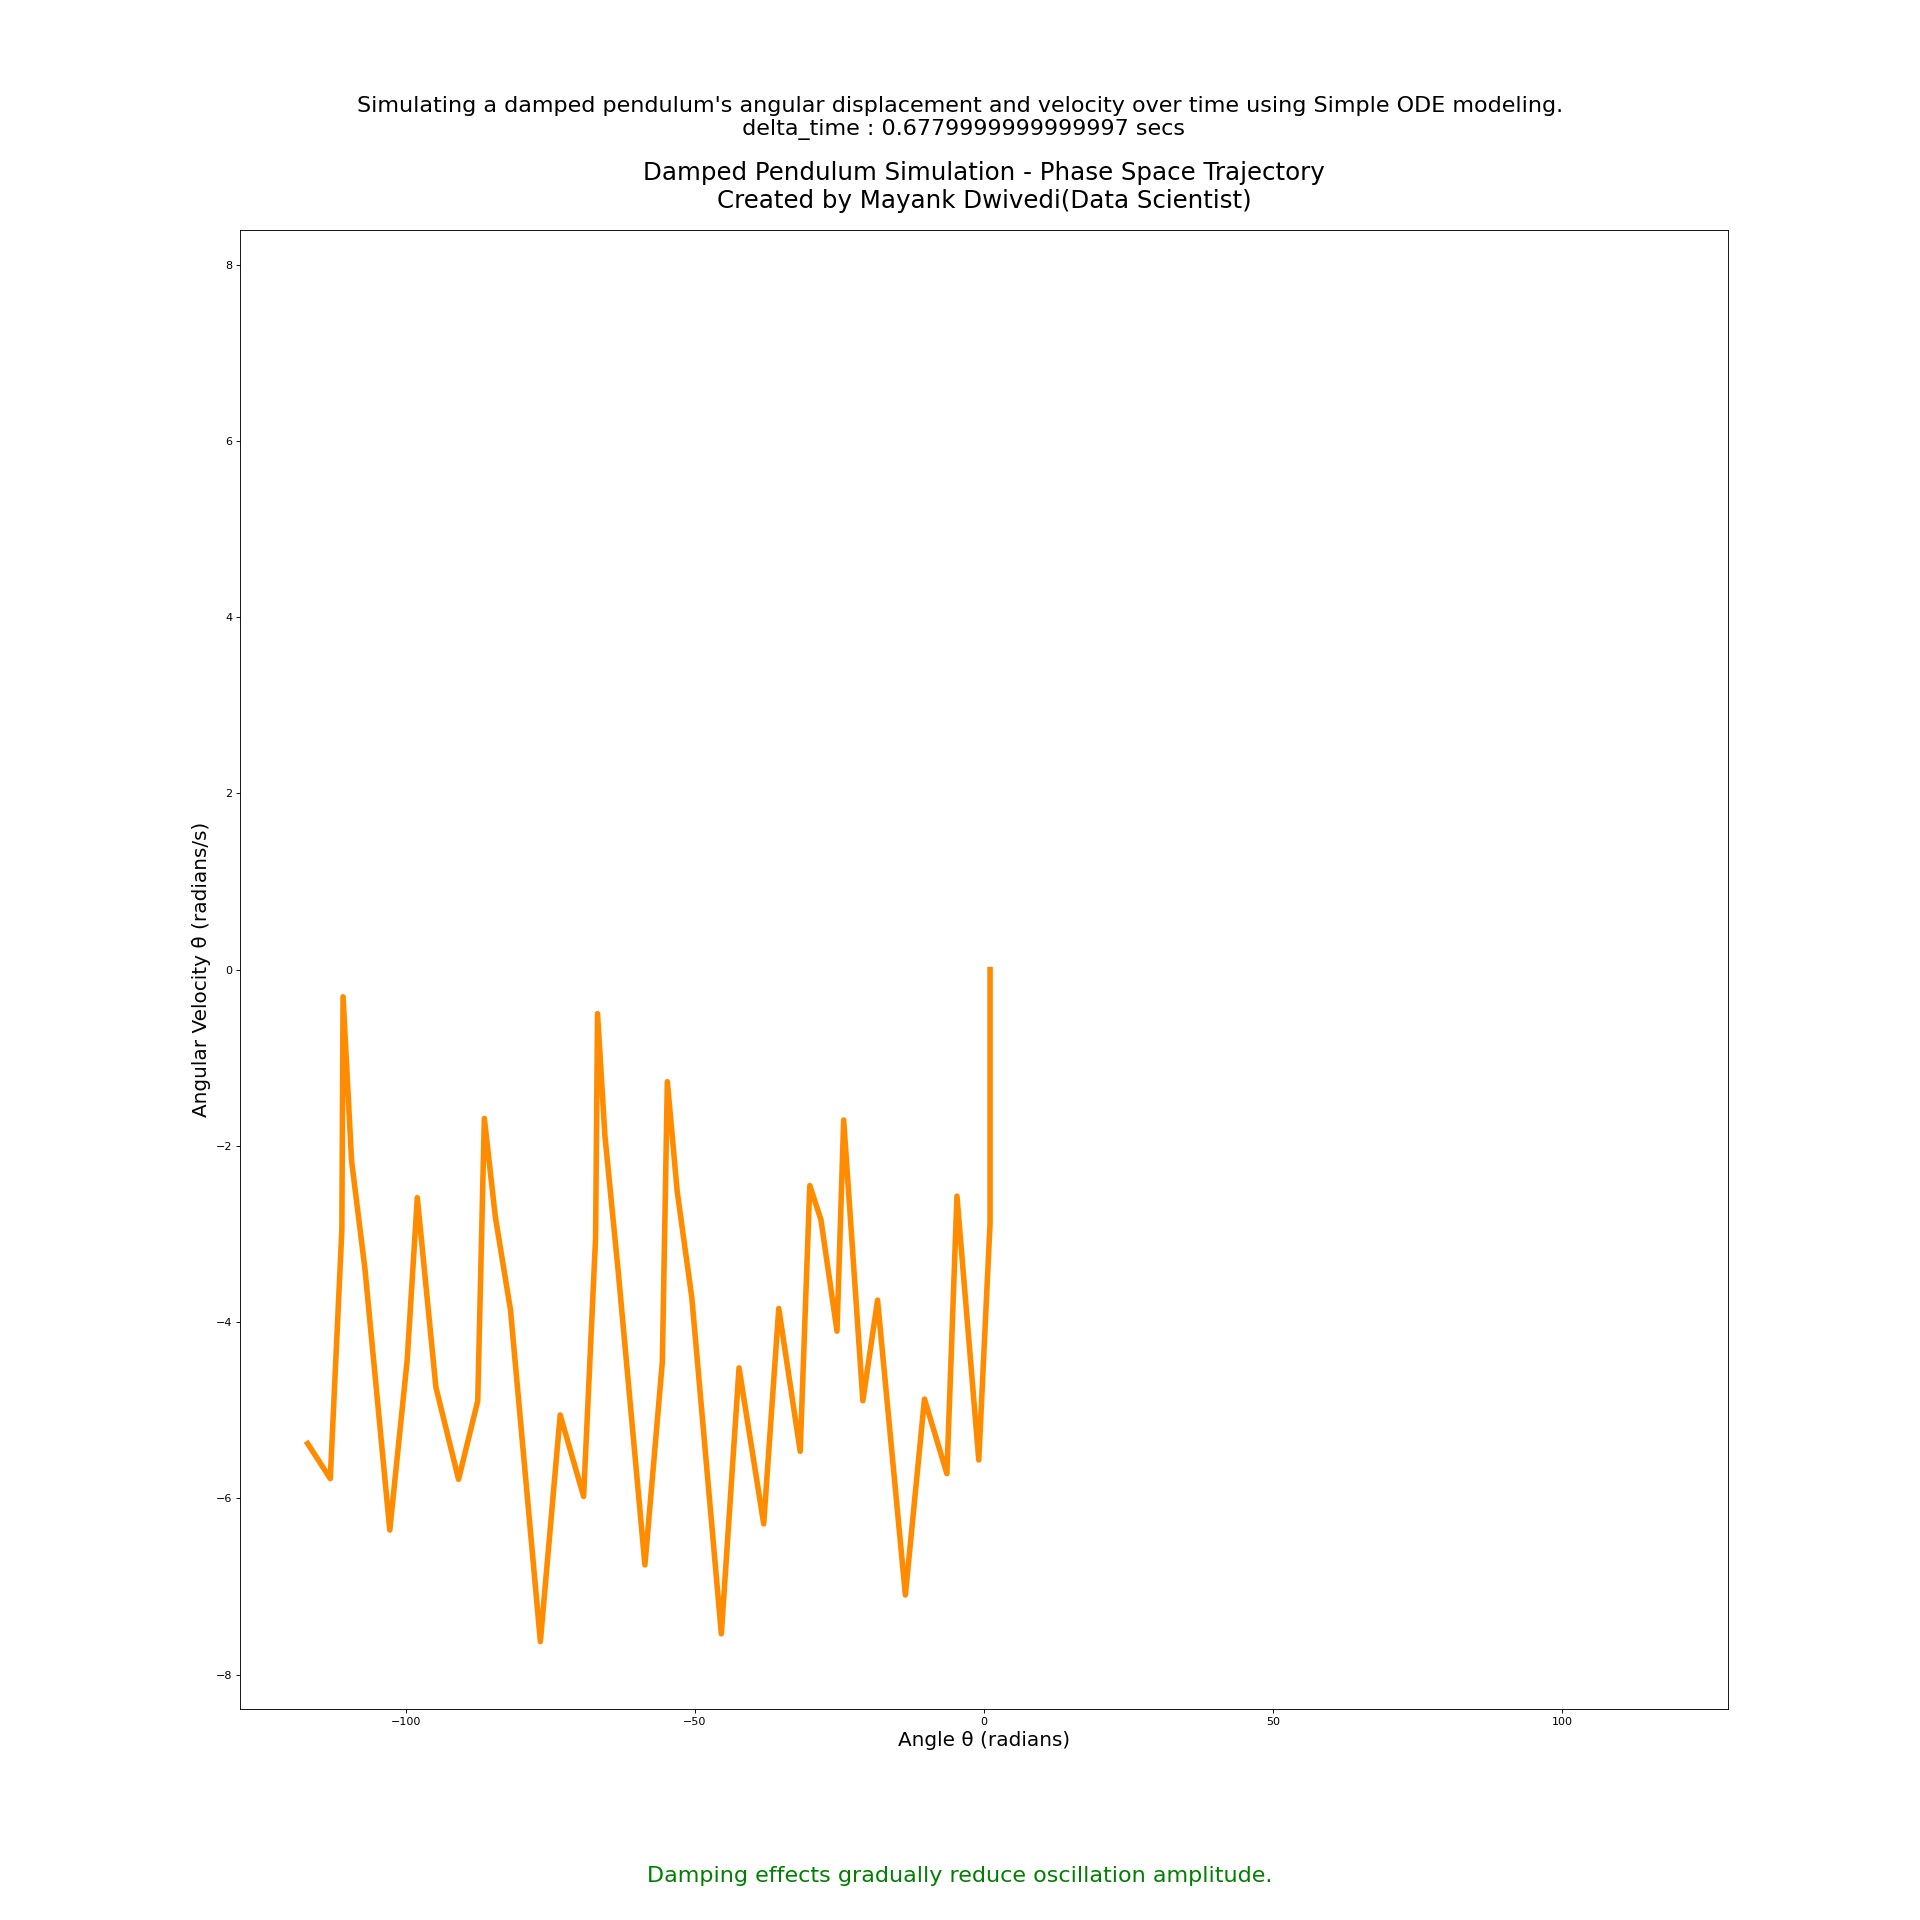 Simulating a damped pendulum's angular displacement and velocity over time using Simple ODE modeling.
delta_time : 0.6779999999999997 secs
Damped Pendulum Simulation - Phase Space Trajectory
Created by Mayank Dwivedi(Data Scientist)
8
6
4
2
0
−2
−4
−6
−8
Angular Velocity θ (radians/s)
−100
−50
0
50
100
Angle θ (radians)
Damping effects gradually reduce oscillation amplitude.